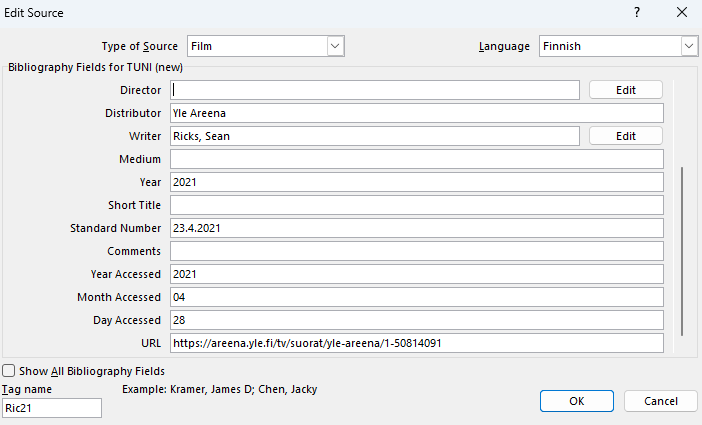 Edit Source ?
Type of Source Film Language Finnish
Bibliography Fields for TUNI (new)
Director Edit
Distributor Yle Areena
Writer Ricks, Sean Edit
Medium
Year 2021
Short Title
Standard Number 23.4.2021
Comments
Year Accessed 2021
Month Accessed 04
Day Accessed 28
URL https://areena.yle.fi/tv/suorat/yle-areena/1-50814091
Show All Bibliography Fields
Tag name Example: Kramer, James D; Chen, Jacky
Ric21 OK Cancel